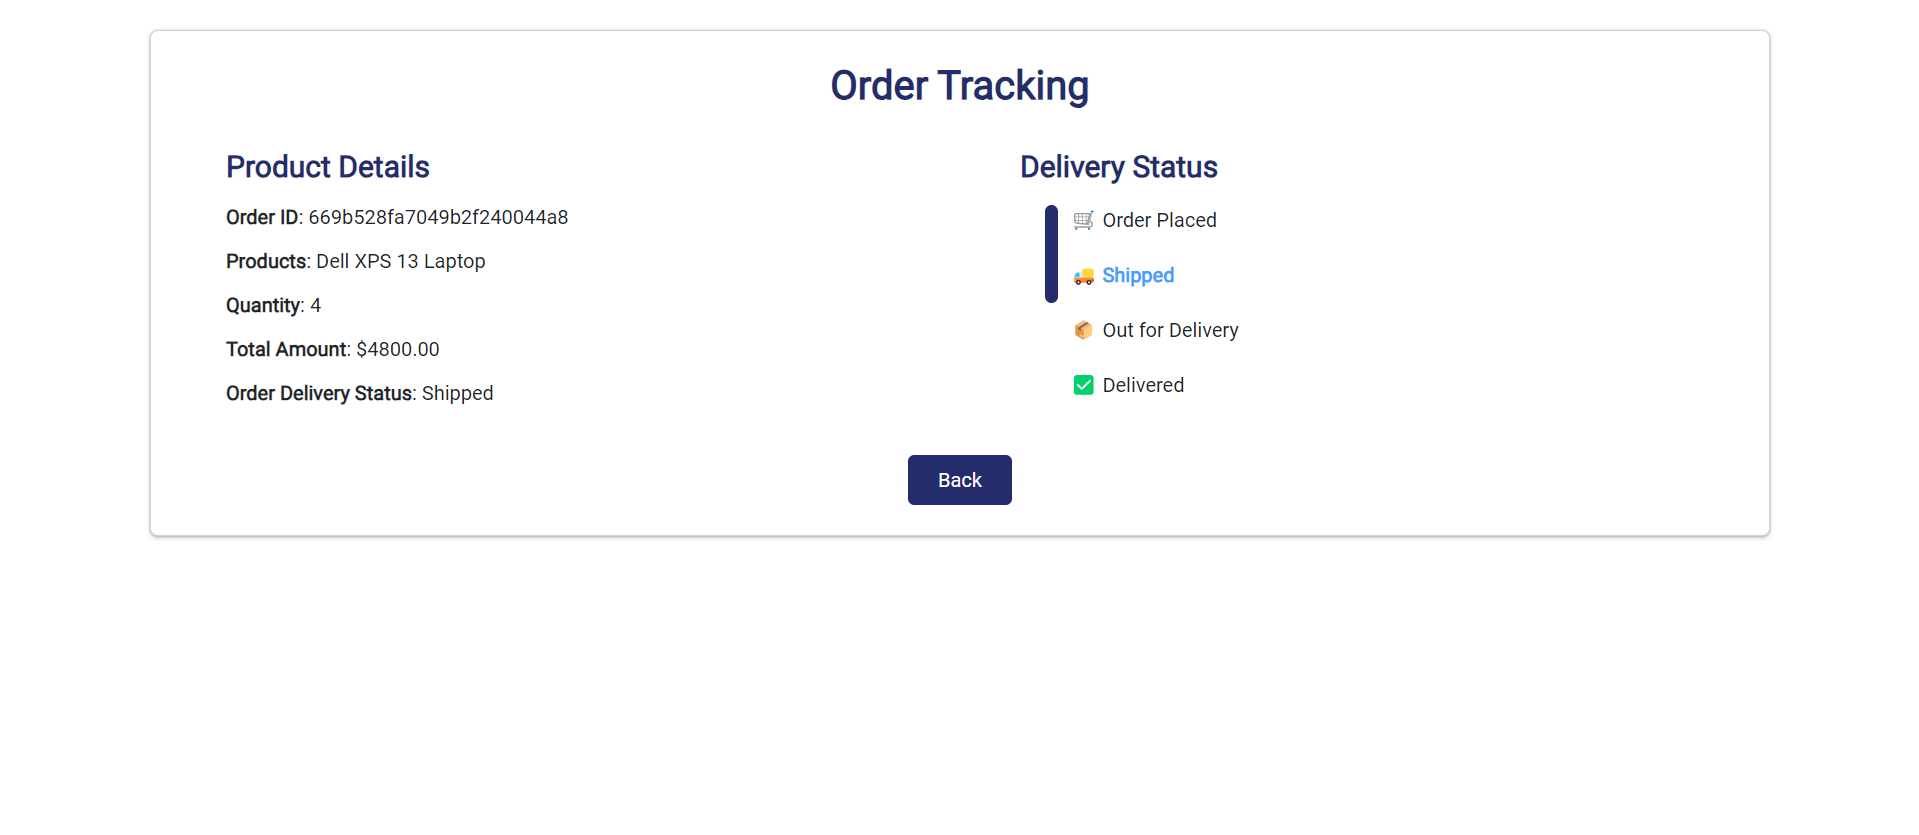 Order Tracking
Product Details
Order ID: 669b528fa7049b2f240044a8
Products: Dell XPS 13 Laptop
Quantity: 4
Total Amount: $4800.00
Order Delivery Status: Shipped
Delivery Status
Order Placed
Shipped
Out for Delivery
Delivered
Back